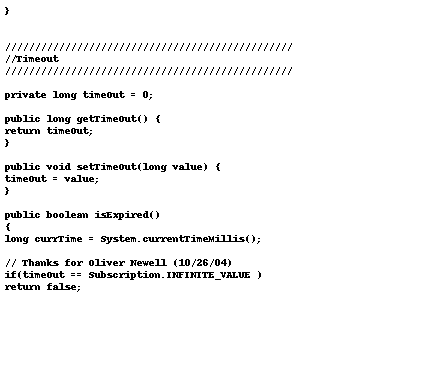 }
////////////////////////////////////////////////
//Timeout
////////////////////////////////////////////////
private long timeOut = 0;
public long getTimeOut() {
return timeOut;
}
public void setTimeOut(long value) {
timeOut = value;
}
public boolean isExpired()
{
long currTime = System.currentTimeMillis();
// Thanks for Oliver Newell (10/26/04)
if(timeOut == Subscription.INFINITE_VALUE )
return false;